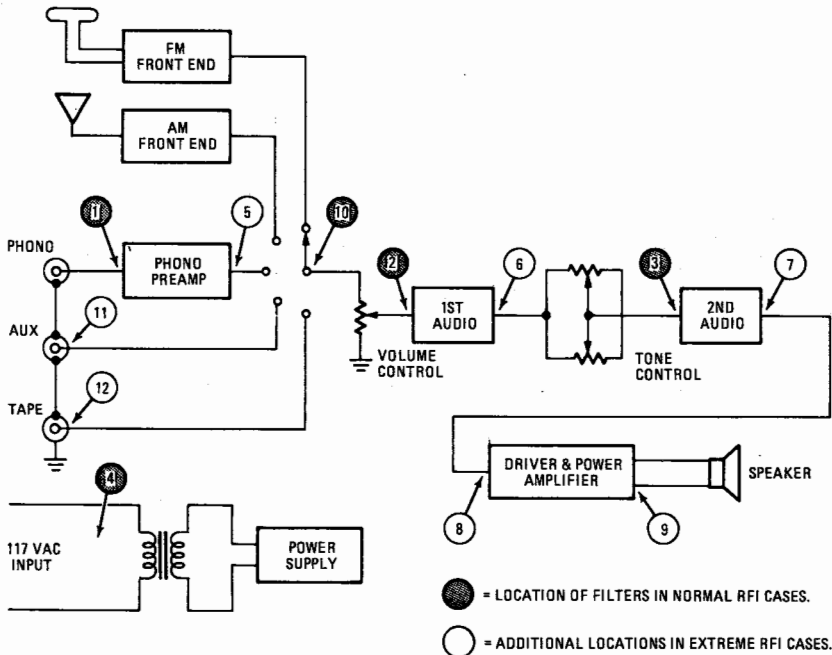 FM
FRONT END
AM
FRONT END
1
5
10
PHONO
PHONO
PREAMP
2
6
3
7
11
AUX
1ST
AUDIO
2ND
AUDIO
VOLUME
CONTROL
TONE
CONTROL
12
TAPE
4
DRIVER & POWER
AMPLIFIER
SPEAKER
8
9
117 VAC
INPUT
POWER
SUPPLY
= LOCATION OF FILTERS IN NORMAL RFI CASES.
= ADDITIONAL LOCATIONS IN EXTREME RFI CASES.